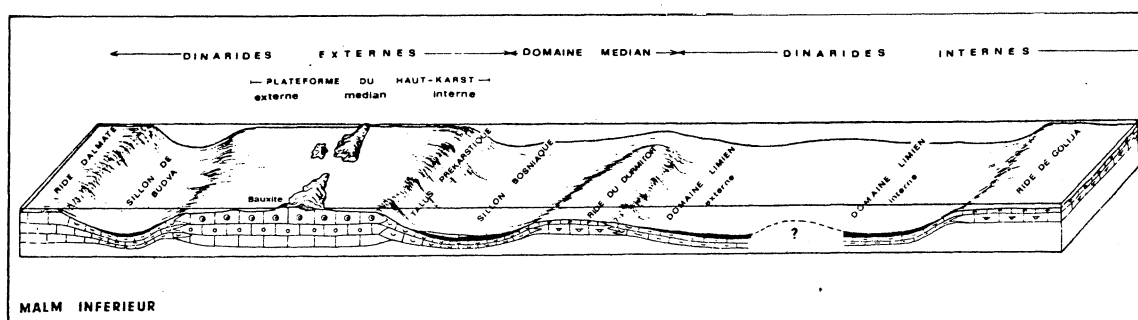 DINARIDES EXTERNES DOMAINE MEDIAN DINARIDES INTERNES
PLATEFORME DU HAUT-KARST
externe median interne
RIDE DALMATE
SILLON DE BUDVA
Bauxite
TALUS PRÉKARSTIQUE
SILLON BOSNIAQUE
RIDE DU DURMITOR
DOMAINE LIMIEN
externe
?
DOMAINE LIMIEN
interne
RIDE DE GOLIJA
MALM INFERIEUR